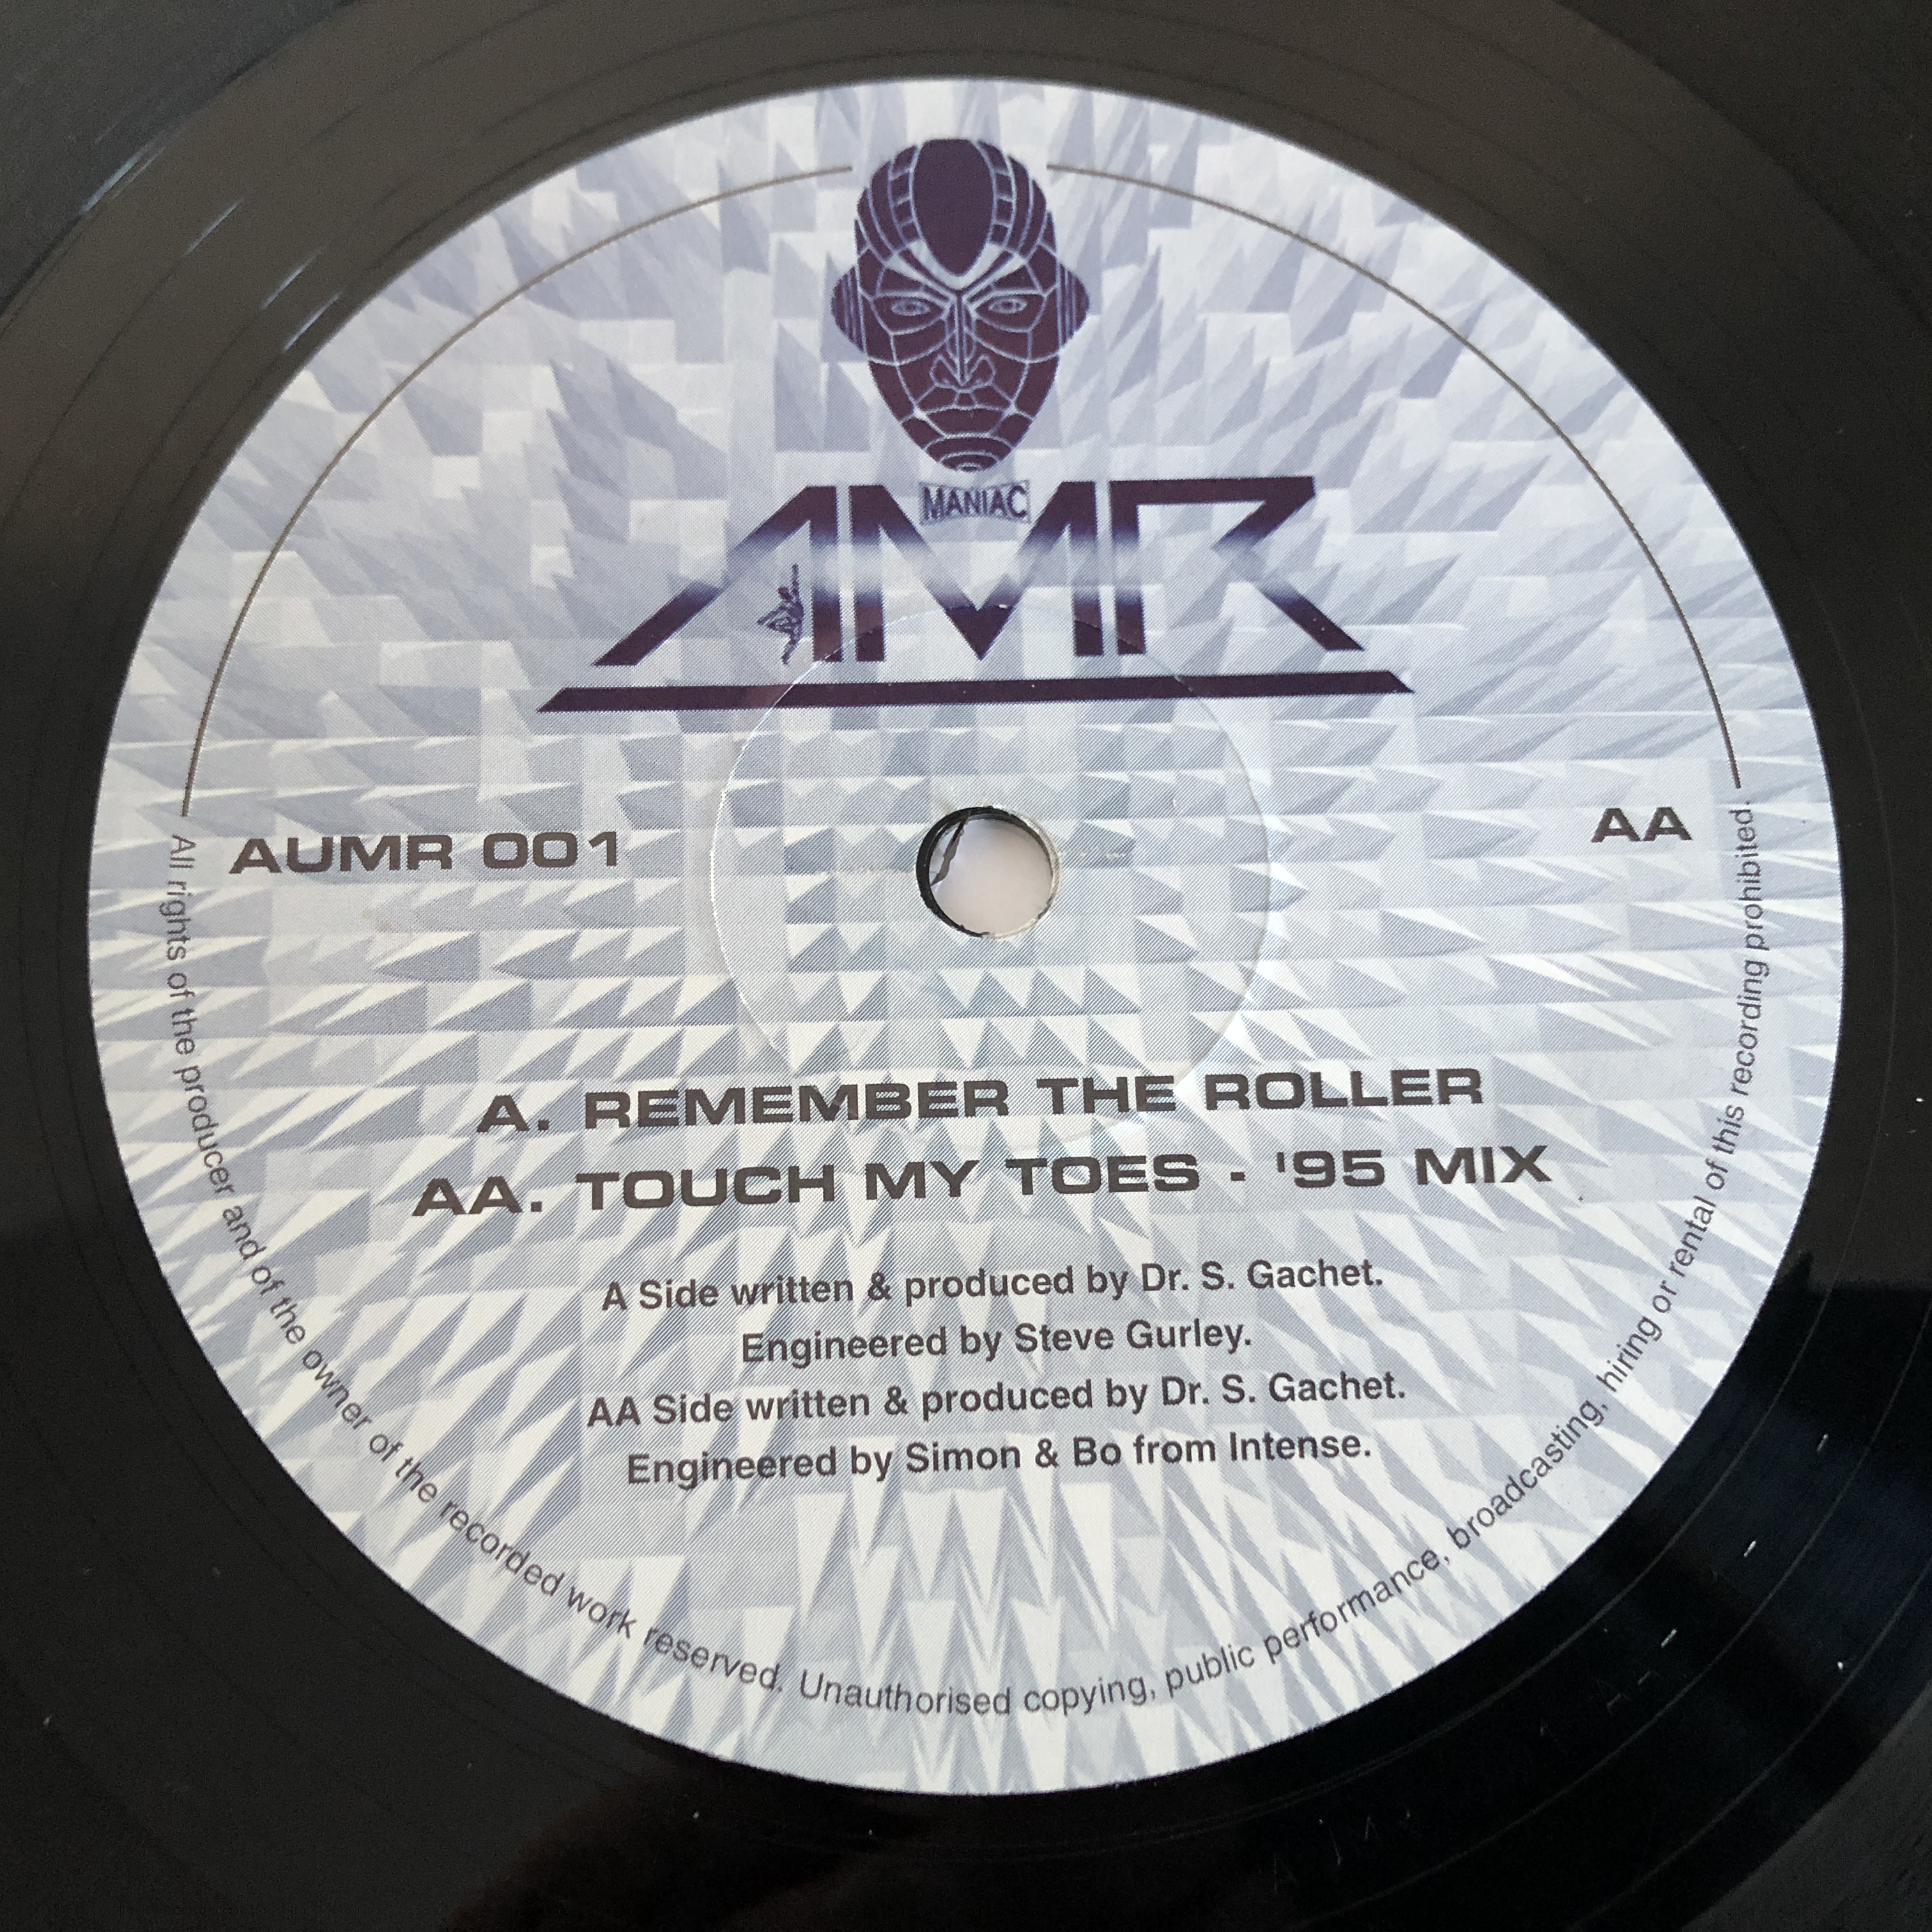 MANIAC
AMR
AUMR 001
AA
A. REMEMBER THE ROLLER
AA. TOUCH MY TOES - '95 MIX
A Side written & produced by Dr. S. Gachet.
Engineered by Steve Gurley.
AA Side written & produced by Dr. S. Gachet.
Engineered by Simon & Bo from Intense.
All rights of the producer and of the owner of the recorded work reserved. Unauthorised copying, public performance, broadcasting, hiring or rental of this recording prohibited.